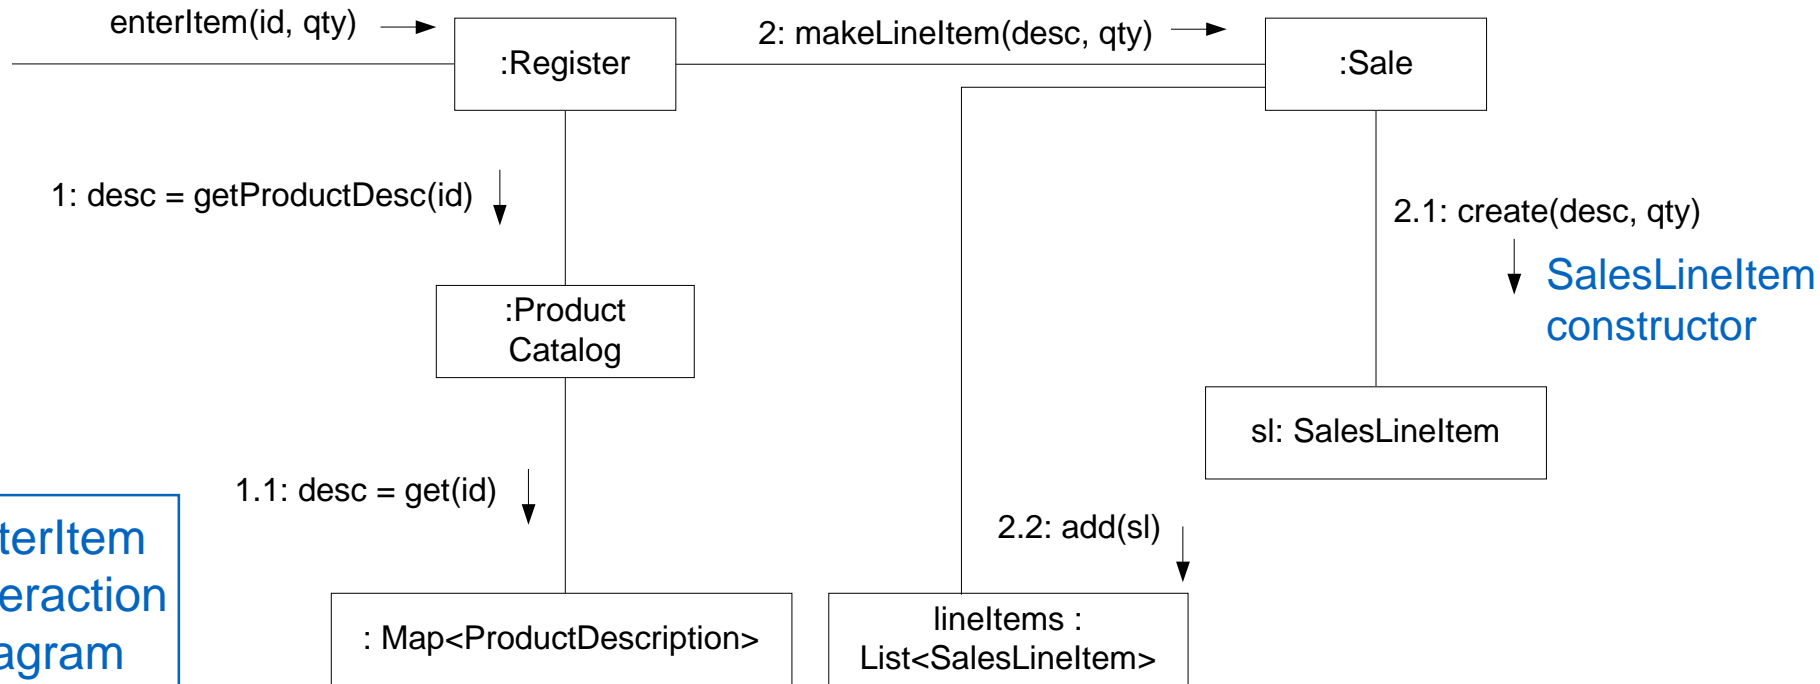 enterItem(id, qty)
2: makeLineItem(desc, qty)
:Register
:Sale
1: desc = getProductDesc(id)
2.1: create(desc, qty)
SalesLineItem
constructor
:Product
Catalog
sl: SalesLineItem
1.1: desc = get(id)
2.2: add(sl)
terItem
eraction
agram
: Map<ProductDescription>
lineItems :
List<SalesLineItem>